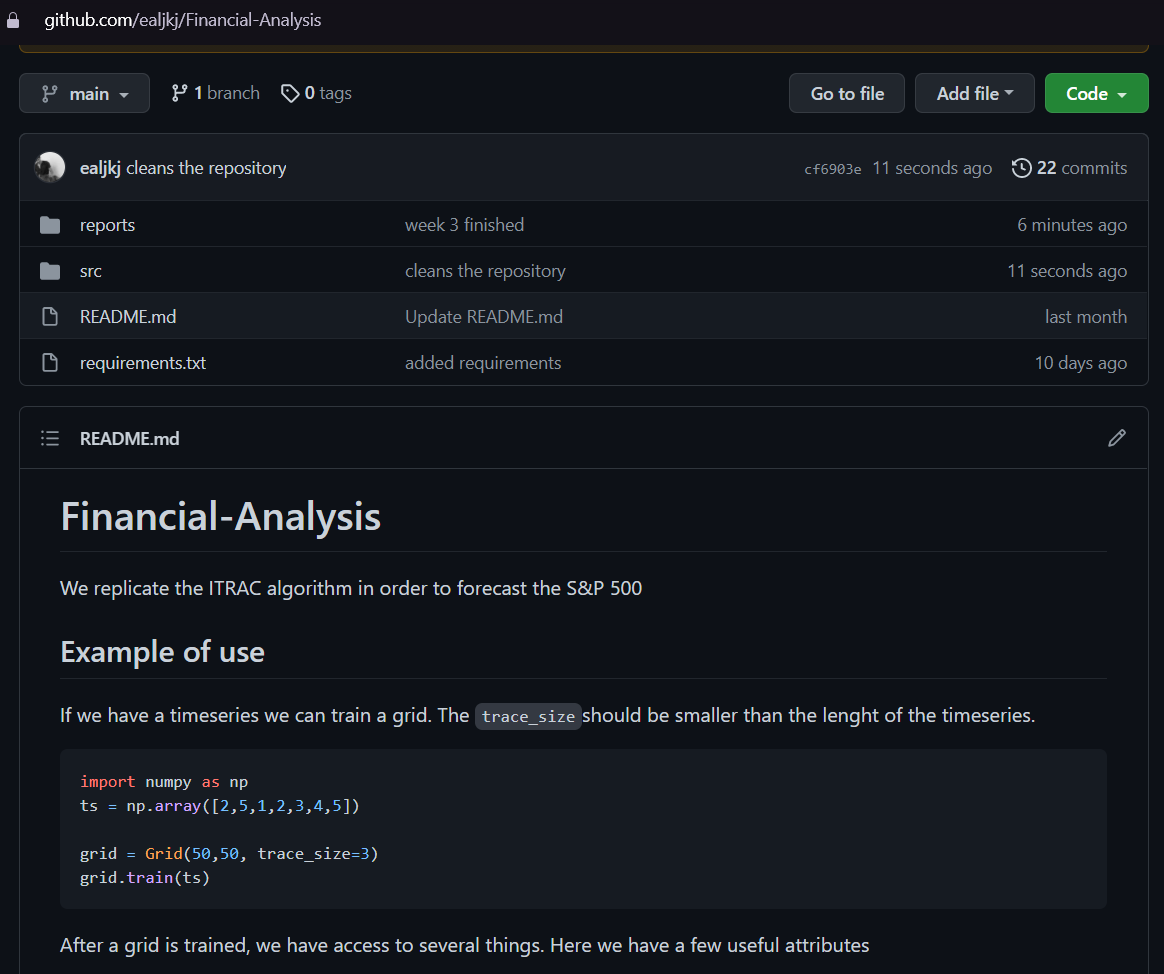 github.com/ealjkj/Financial-Analysis
main 1 branch 0 tags Go to file Add file Code
ealjkj cleans the repository cf6903e 11 seconds ago 22 commits
reports week 3 finished 6 minutes ago
src cleans the repository 11 seconds ago
README.md Update README.md last month
requirements.txt added requirements 10 days ago
README.md
Financial-Analysis
We replicate the ITRAC algorithm in order to forecast the S&P 500
Example of use
If we have a timeseries we can train a grid. The trace_size should be smaller than the lenght of the timeseries.
import numpy as np
ts = np.array([2,5,1,2,3,4,5])
grid = Grid(50,50, trace_size=3)
grid.train(ts)
After a grid is trained, we have access to several things. Here we have a few useful attributes